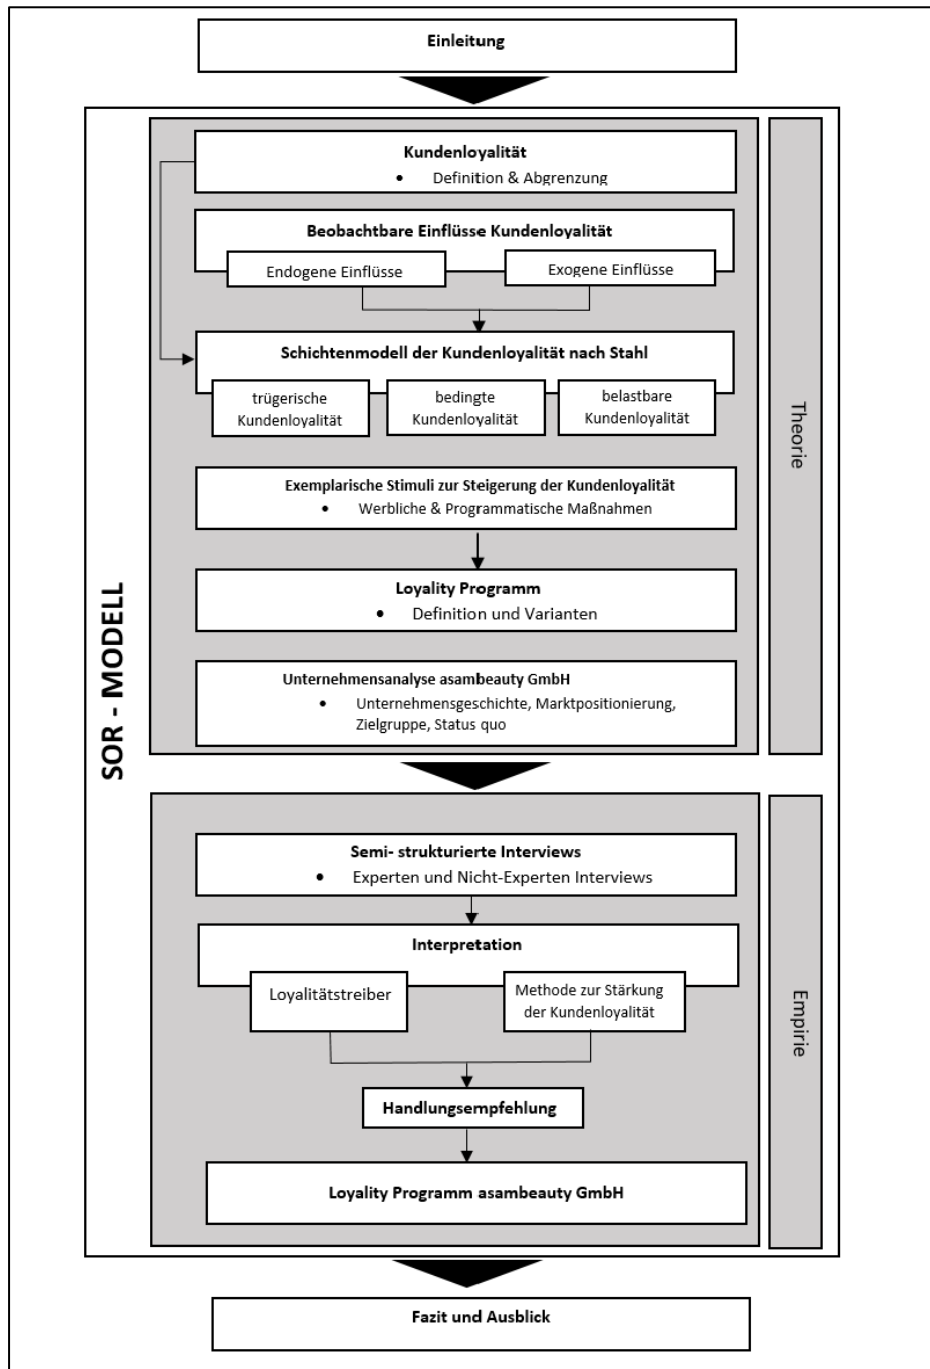 Einleitung
Kundenloyalität
• Definition & Abgrenzung
Beobachtbare Einflüsse Kundenloyalität
Endogene Einflüsse
Exogene Einflüsse
Schichtenmodell der Kundenloyalität nach Stahl
trügerische
Kundenloyalität
bedingte
Kundenloyalität
belastbare
Kundenloyalität
Exemplarische Stimuli zur Steigerung der Kundenloyalität
• Werbliche & Programmatische Maßnahmen
Loyality Programm
• Definition und Varianten
Unternehmensanalyse asambeauty GmbH
• Unternehmensgeschichte, Marktpositionierung,
Zielgruppe, Status quo
Theorie
SOR - MODELL
Semi- strukturierte Interviews
• Experten und Nicht-Experten Interviews
Interpretation
Loyalitätstreiber
Methode zur Stärkung
der Kundenloyalität
Handlungsempfehlung
Loyality Programm asambeauty GmbH
Empirie
Fazit und Ausblick